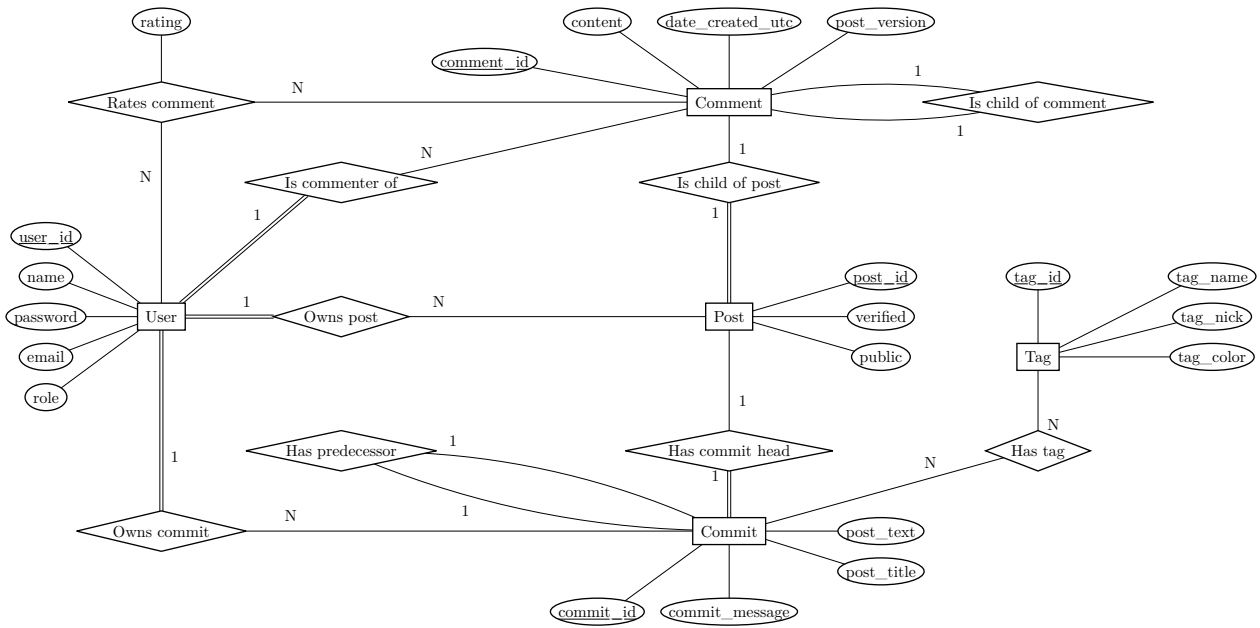 rating
content
date_created_utc
post_version
comment_id
1
Rates comment
N
Comment
Is child of comment
1
N
N
1
Is commenter of
Is child of post
1
1
user_id
name
password
email
role
User
1
Owns post
N
Post
post_id
verified
public
tag_id
tag_name
tag_nick
tag_color
Tag
1
N
Has predecessor
1
Has commit head
Has tag
1
N
1
1
Owns commit
N
Commit
post_text
post_title
commit_id
commit_message